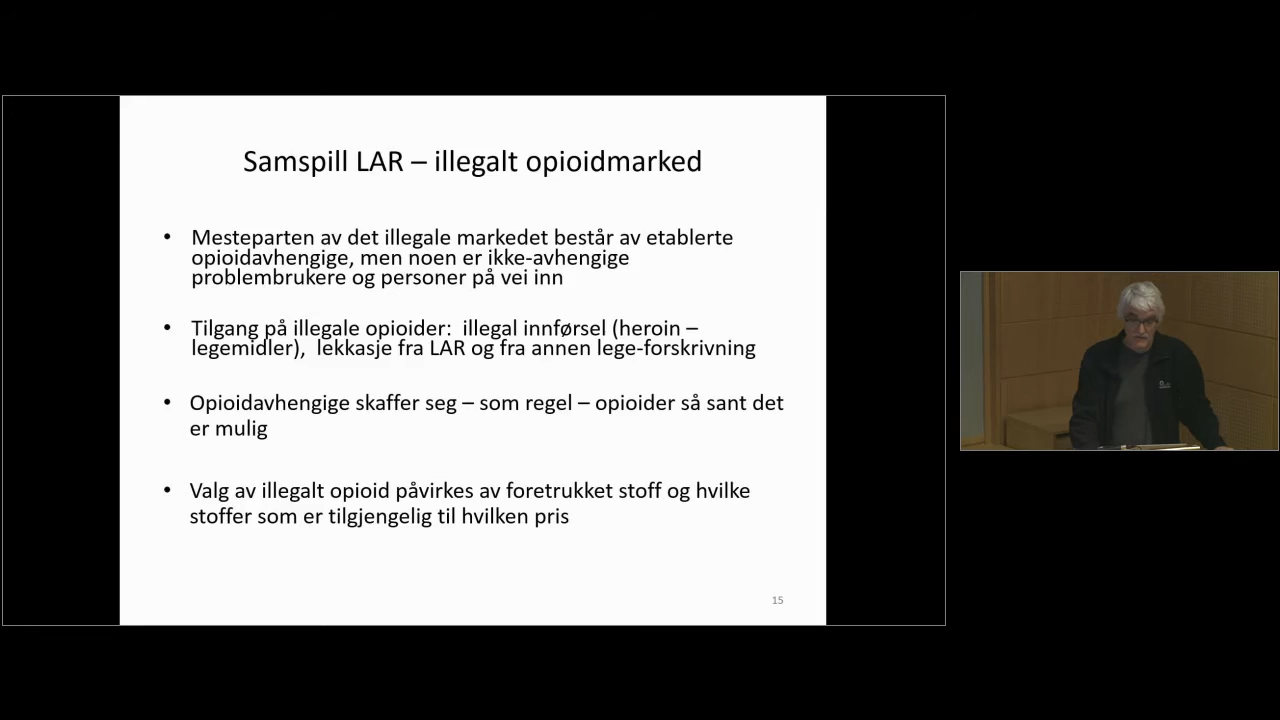 Samspill LAR – illegalt opioidmarked
• Mesteparten av det illegale markedet består av etablerte
opioidavhengige, men noen er ikke-avhengige
problembrukere og personer på vei inn
• Tilgang på illegale opioider:  illegal innførsel (heroin –
legemidler),  lekkasje fra LAR og fra annen lege-forskrivning
• Opioidavhengige skaffer seg – som regel – opioider så sant det
er mulig
• Valg av illegalt opioid påvirkes av foretrukket stoff og hvilke
stoffer som er tilgjengelig til hvilken pris
15